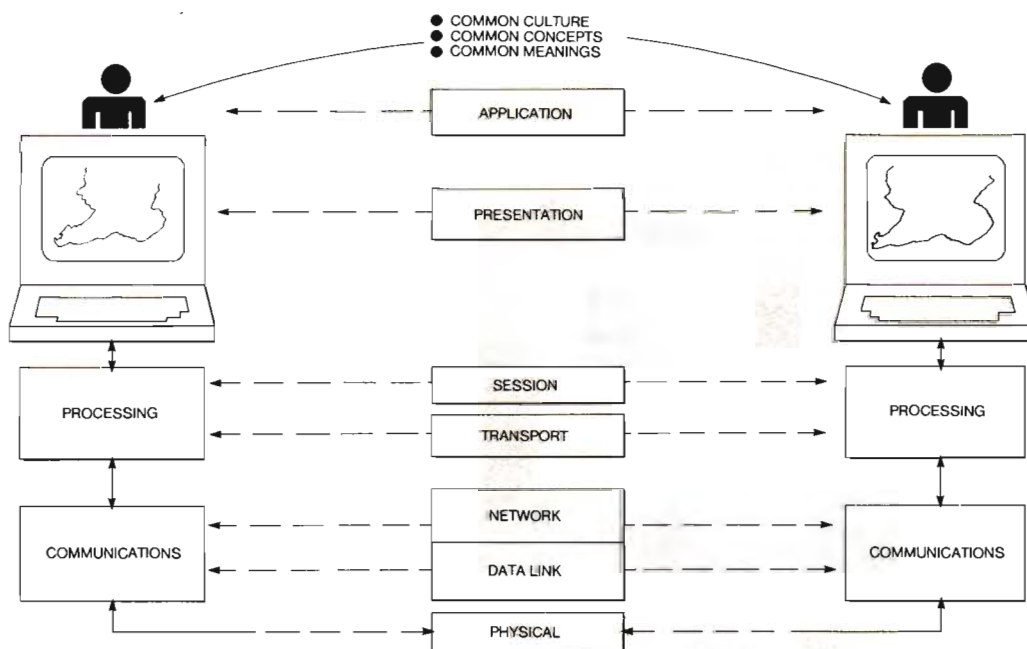 ● COMMON CULTURE
● COMMON CONCEPTS
● COMMON MEANINGS
APPLICATION
PRESENTATION
SESSION
PROCESSING
PROCESSING
TRANSPORT
NETWORK
COMMUNICATIONS
COMMUNICATIONS
DATA LINK
PHYSICAL